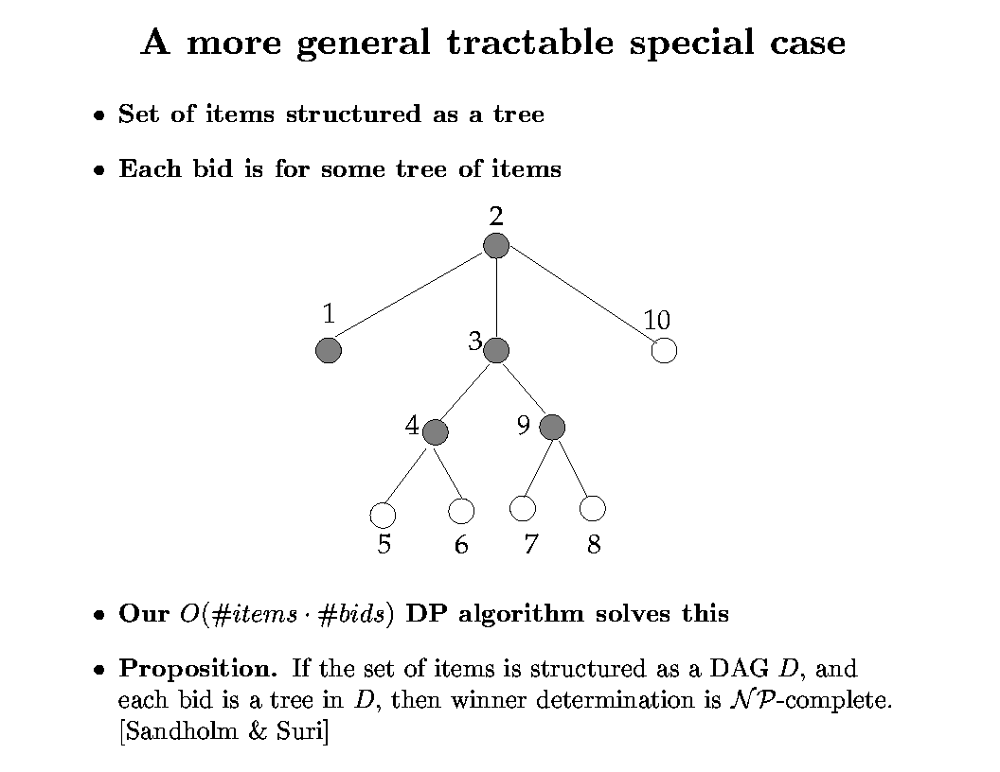 A more general tractable special case
• Set of items structured as a tree
• Each bid is for some tree of items
2
1
10
3
4
9
5
6
7
8
• Our O(#items · #bids) DP algorithm solves this
• Proposition. If the set of items is structured as a DAG D, and
each bid is a tree in D, then winner determination is 𝒩𝒫-complete.
[Sandholm & Suri]